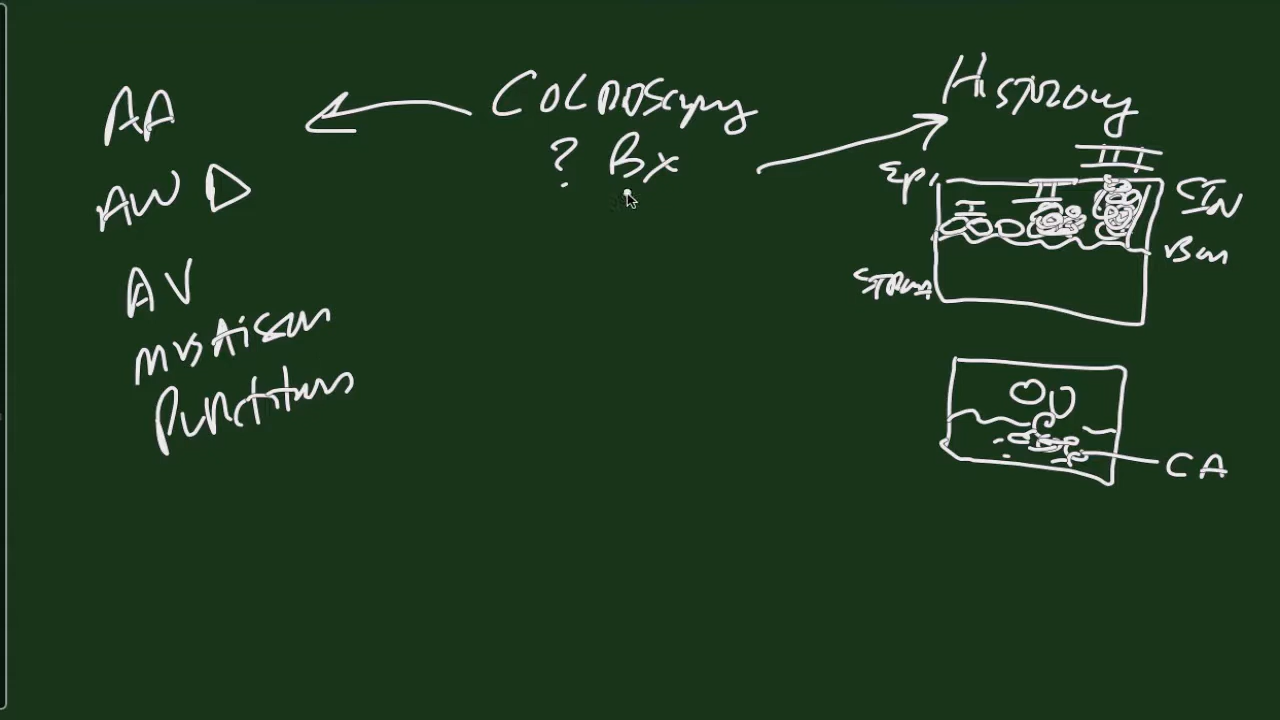 AA
AW D
AV
Mosaicism
Punctations
Colposcopy
? Bx
Histology
Epi
I
II
III
CIN
BM
Stroma
CA